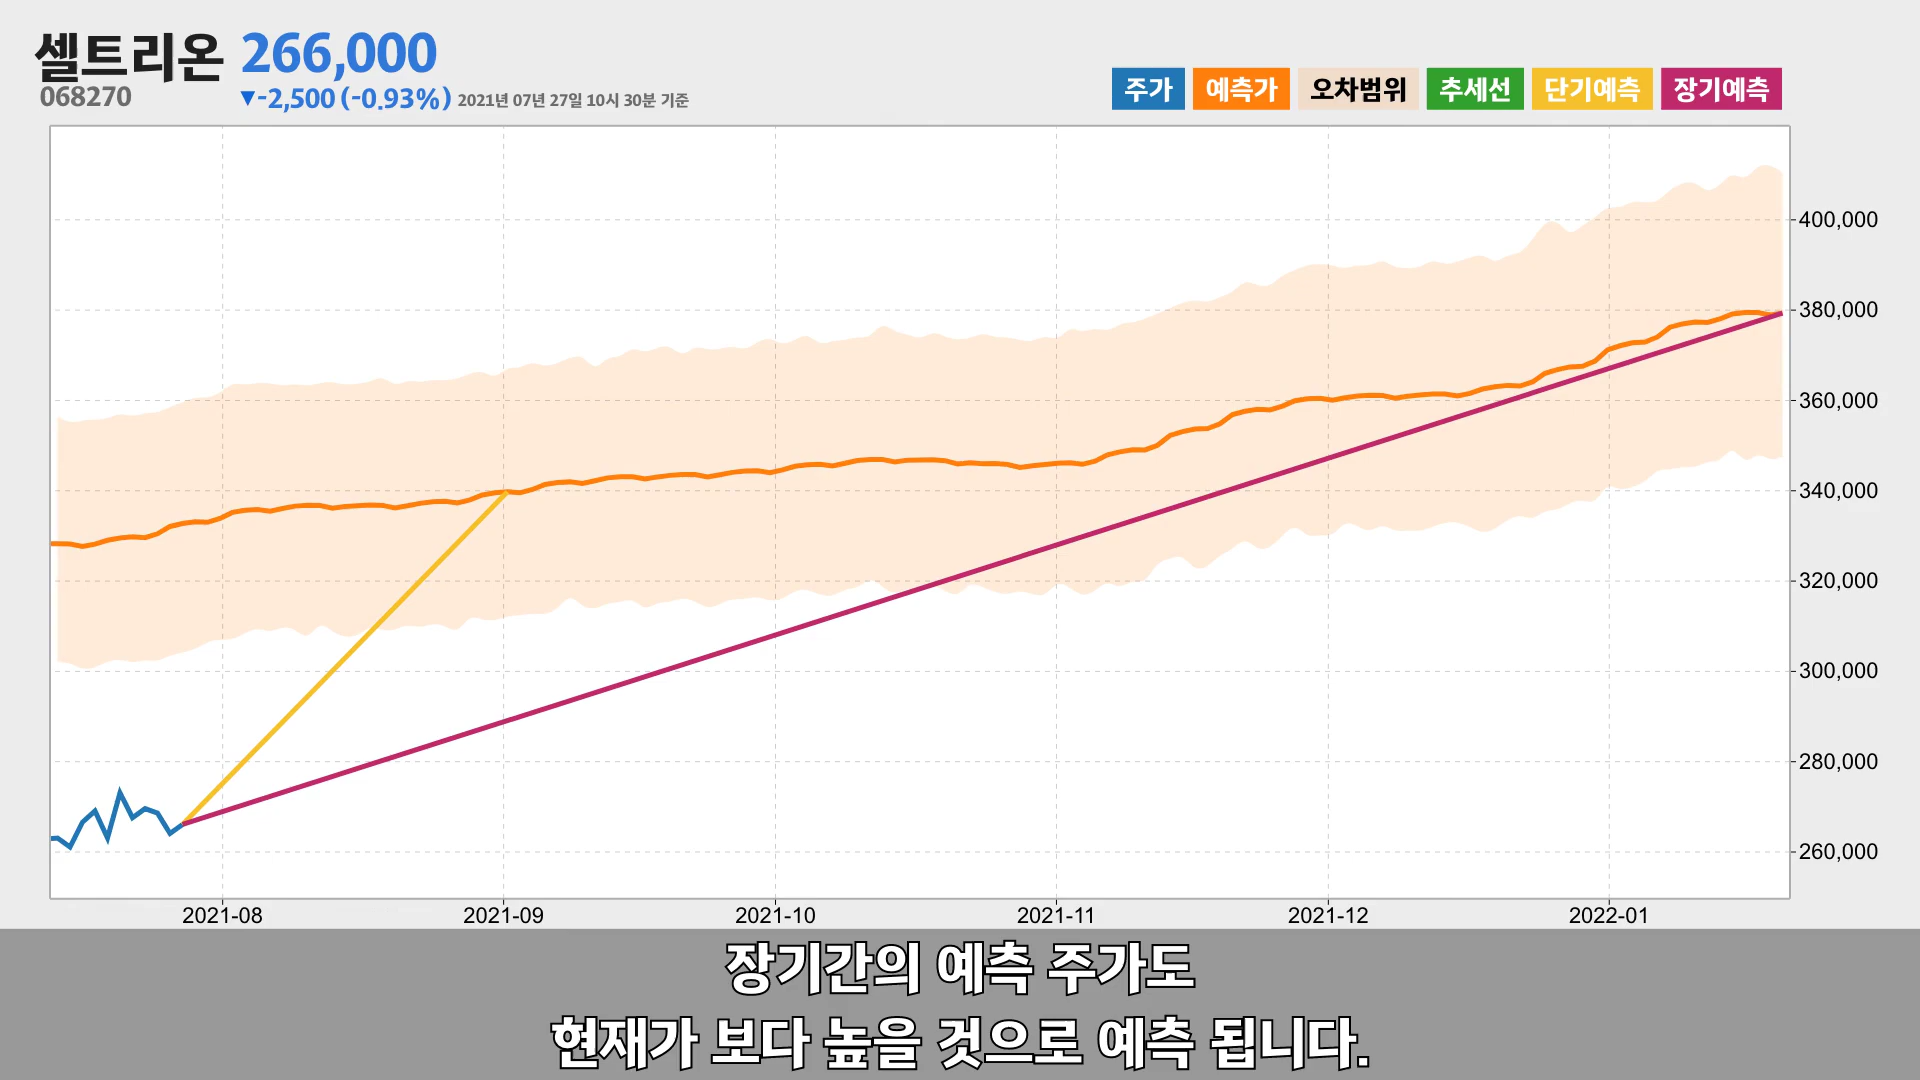 셀트리온 266,000
068270 ▼-2,500 (-0.93%) 2021년 07년 27일 10시 30분 기준
주가 예측가 오차범위 추세선 단기예측 장기예측
400,000
380,000
360,000
340,000
320,000
300,000
280,000
260,000
2021-08 2021-09 2021-10 2021-11 2021-12 2022-01
장기간의 예측 주가도
현재가 보다 높을 것으로 예측 됩니다.